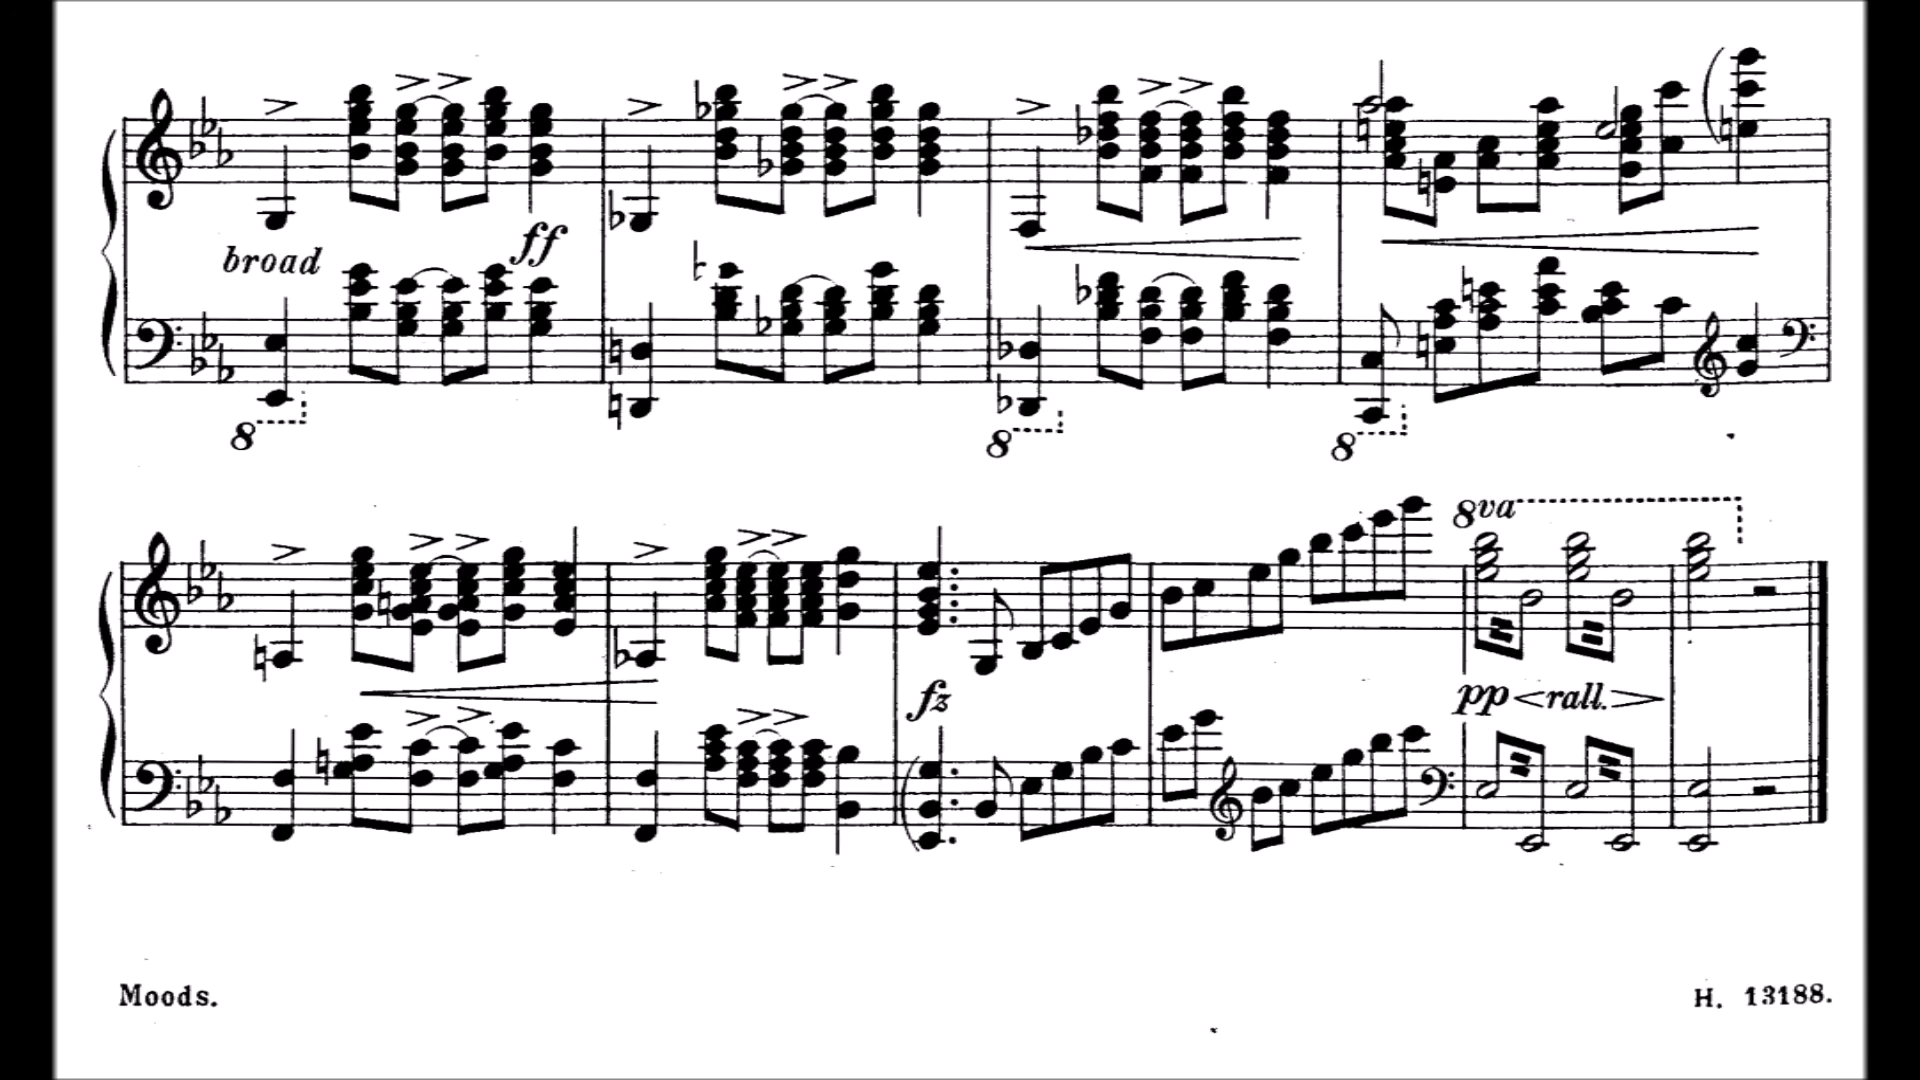 broad ff
8 8 8
8va
fz pp rall.
Moods. H. 13188.